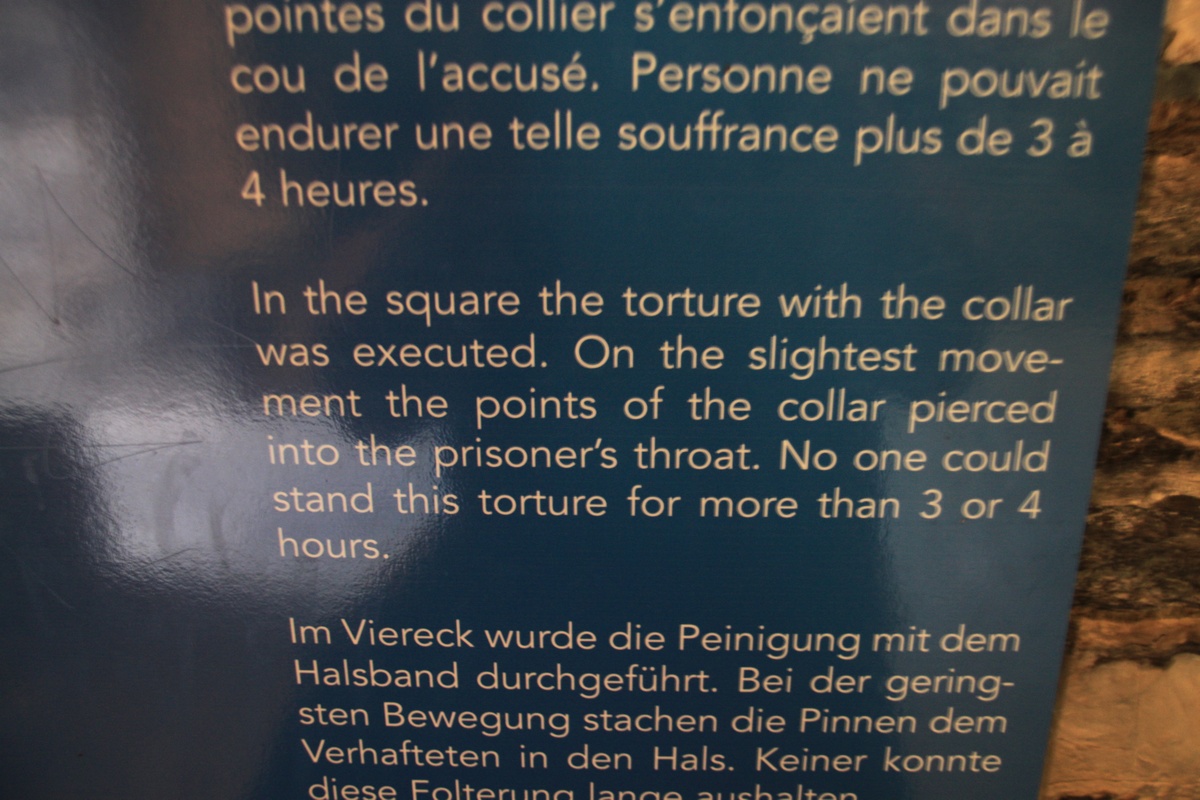 pointes du collier s'enfonçaient dans le
cou de l'accusé. Personne ne pouvait
endurer une telle souffrance plus de 3 à
4 heures.
In the square the torture with the collar
was executed. On the slightest move-
ment the points of the collar pierced
into the prisoner's throat. No one could
stand this torture for more than 3 or 4
hours.
Im Viereck wurde die Peinigung mit dem
Halsband durchgeführt. Bei der gering-
sten Bewegung stachen die Pinnen dem
Verhafteten in den Hals. Keiner konnte
diese Folterung lange aushalten